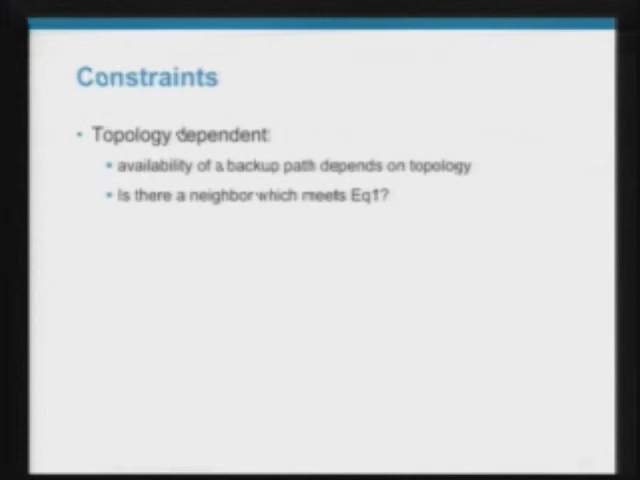 Constraints
• Topology dependent:
• availability of a backup path depends on topology
• Is there a neighbor which meets Eq1?